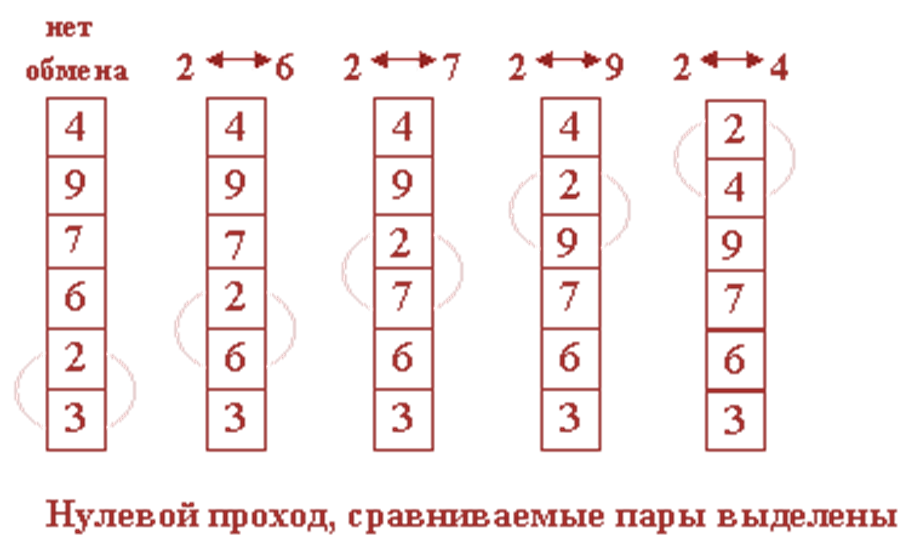 нет
обмена 2 ↔ 6 2 ↔ 7 2 ↔ 9 2 ↔ 4
4 4 4 4 2
9 9 9 2 4
7 7 2 9 9
6 2 7 7 7
2 6 6 6 6
3 3 3 3 3
Нулевой проход, сравниваемые пары выделены